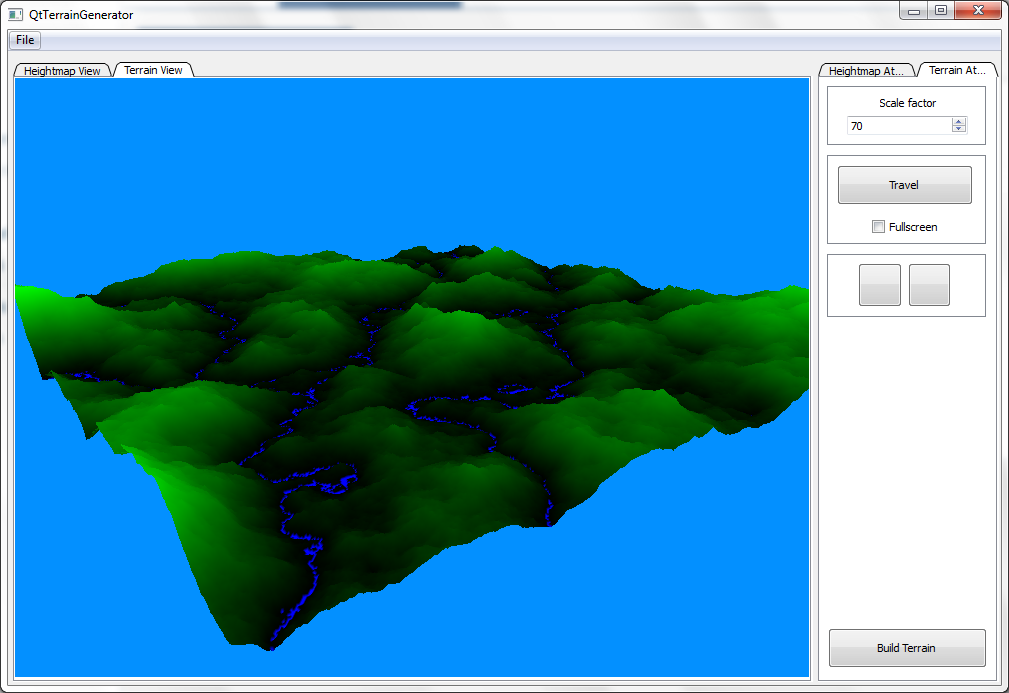 QtTerrainGenerator
File
Heightmap View
Terrain View
Heightmap At...
Terrain At...
Scale factor
70
Travel
Fullscreen
Build Terrain